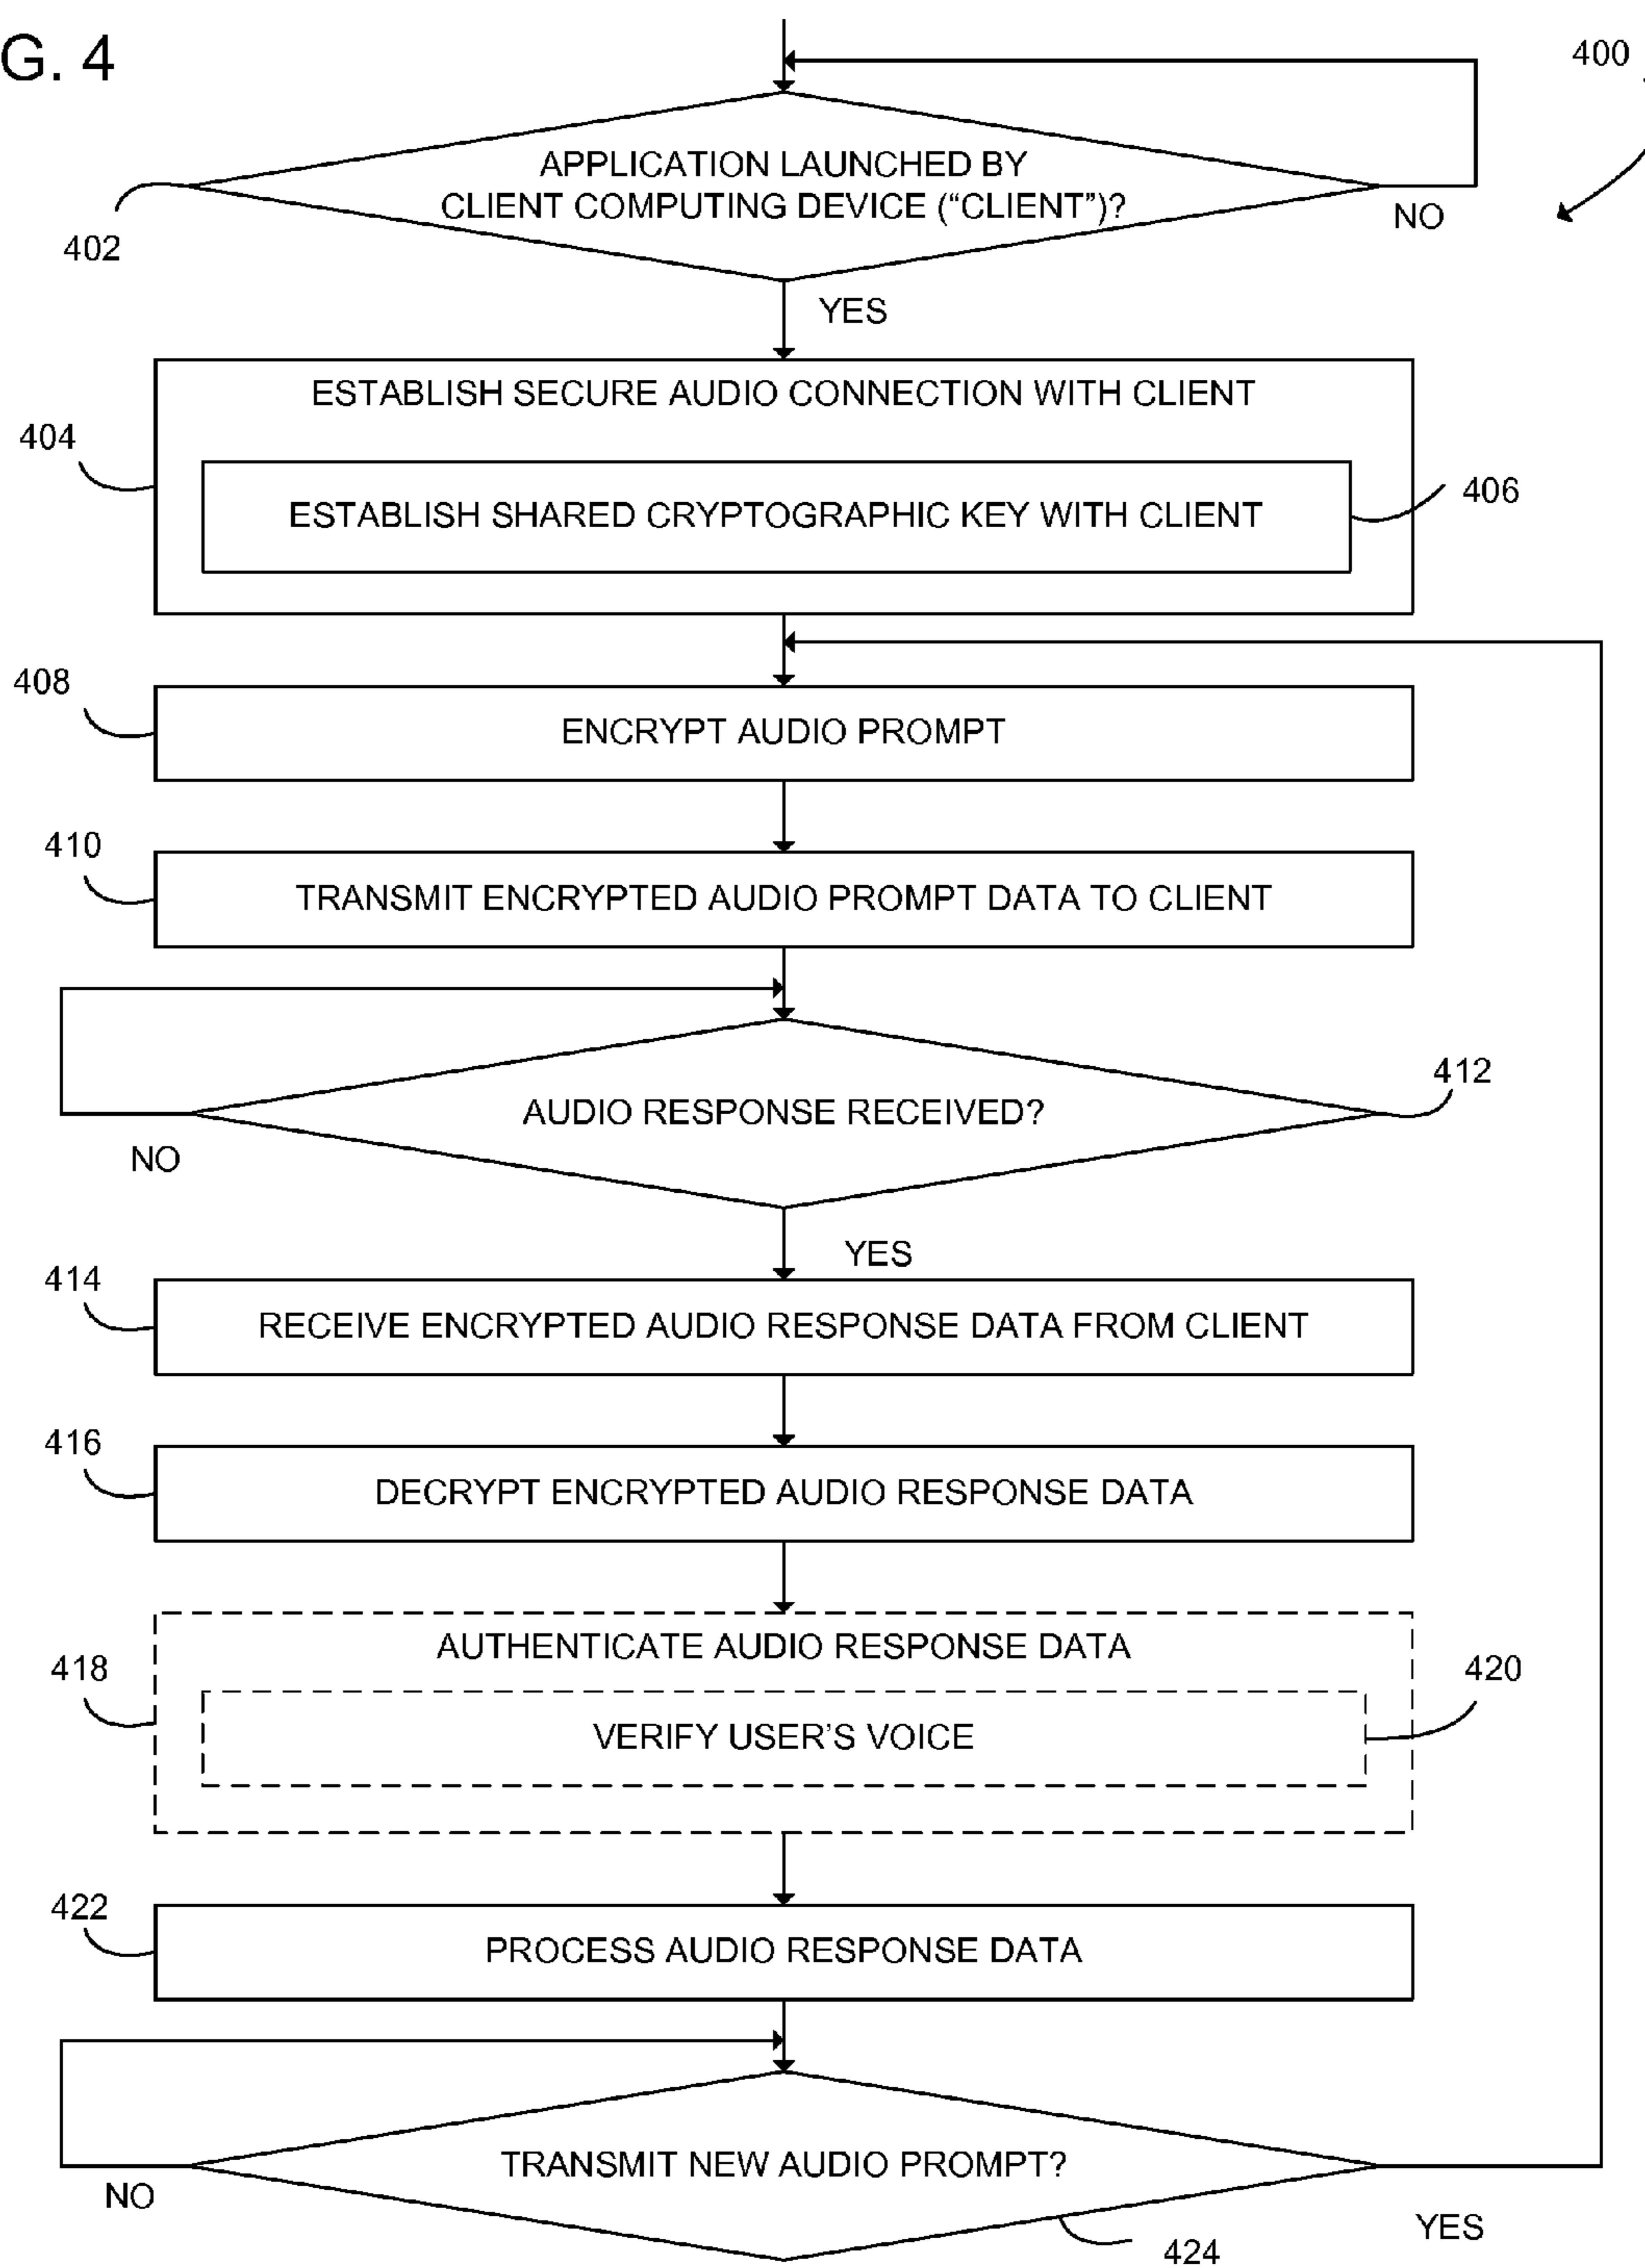 G. 4
400
APPLICATION LAUNCHED BY
CLIENT COMPUTING DEVICE (“CLIENT”)?
402
NO
YES
ESTABLISH SECURE AUDIO CONNECTION WITH CLIENT
404
ESTABLISH SHARED CRYPTOGRAPHIC KEY WITH CLIENT
406
408
ENCRYPT AUDIO PROMPT
410
TRANSMIT ENCRYPTED AUDIO PROMPT DATA TO CLIENT
412
AUDIO RESPONSE RECEIVED?
NO
YES
414
RECEIVE ENCRYPTED AUDIO RESPONSE DATA FROM CLIENT
416
DECRYPT ENCRYPTED AUDIO RESPONSE DATA
AUTHENTICATE AUDIO RESPONSE DATA
418
420
VERIFY USER’S VOICE
422
PROCESS AUDIO RESPONSE DATA
TRANSMIT NEW AUDIO PROMPT?
NO
YES
424